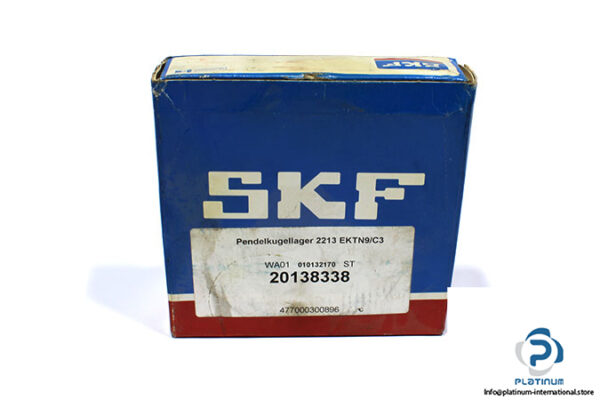 SKF
SKF
Pendelkugellager 2213 EKTN9/C3
WA01 010132170 ST
20138338
477000300896
PLATINUM
Info@platinum-international.store